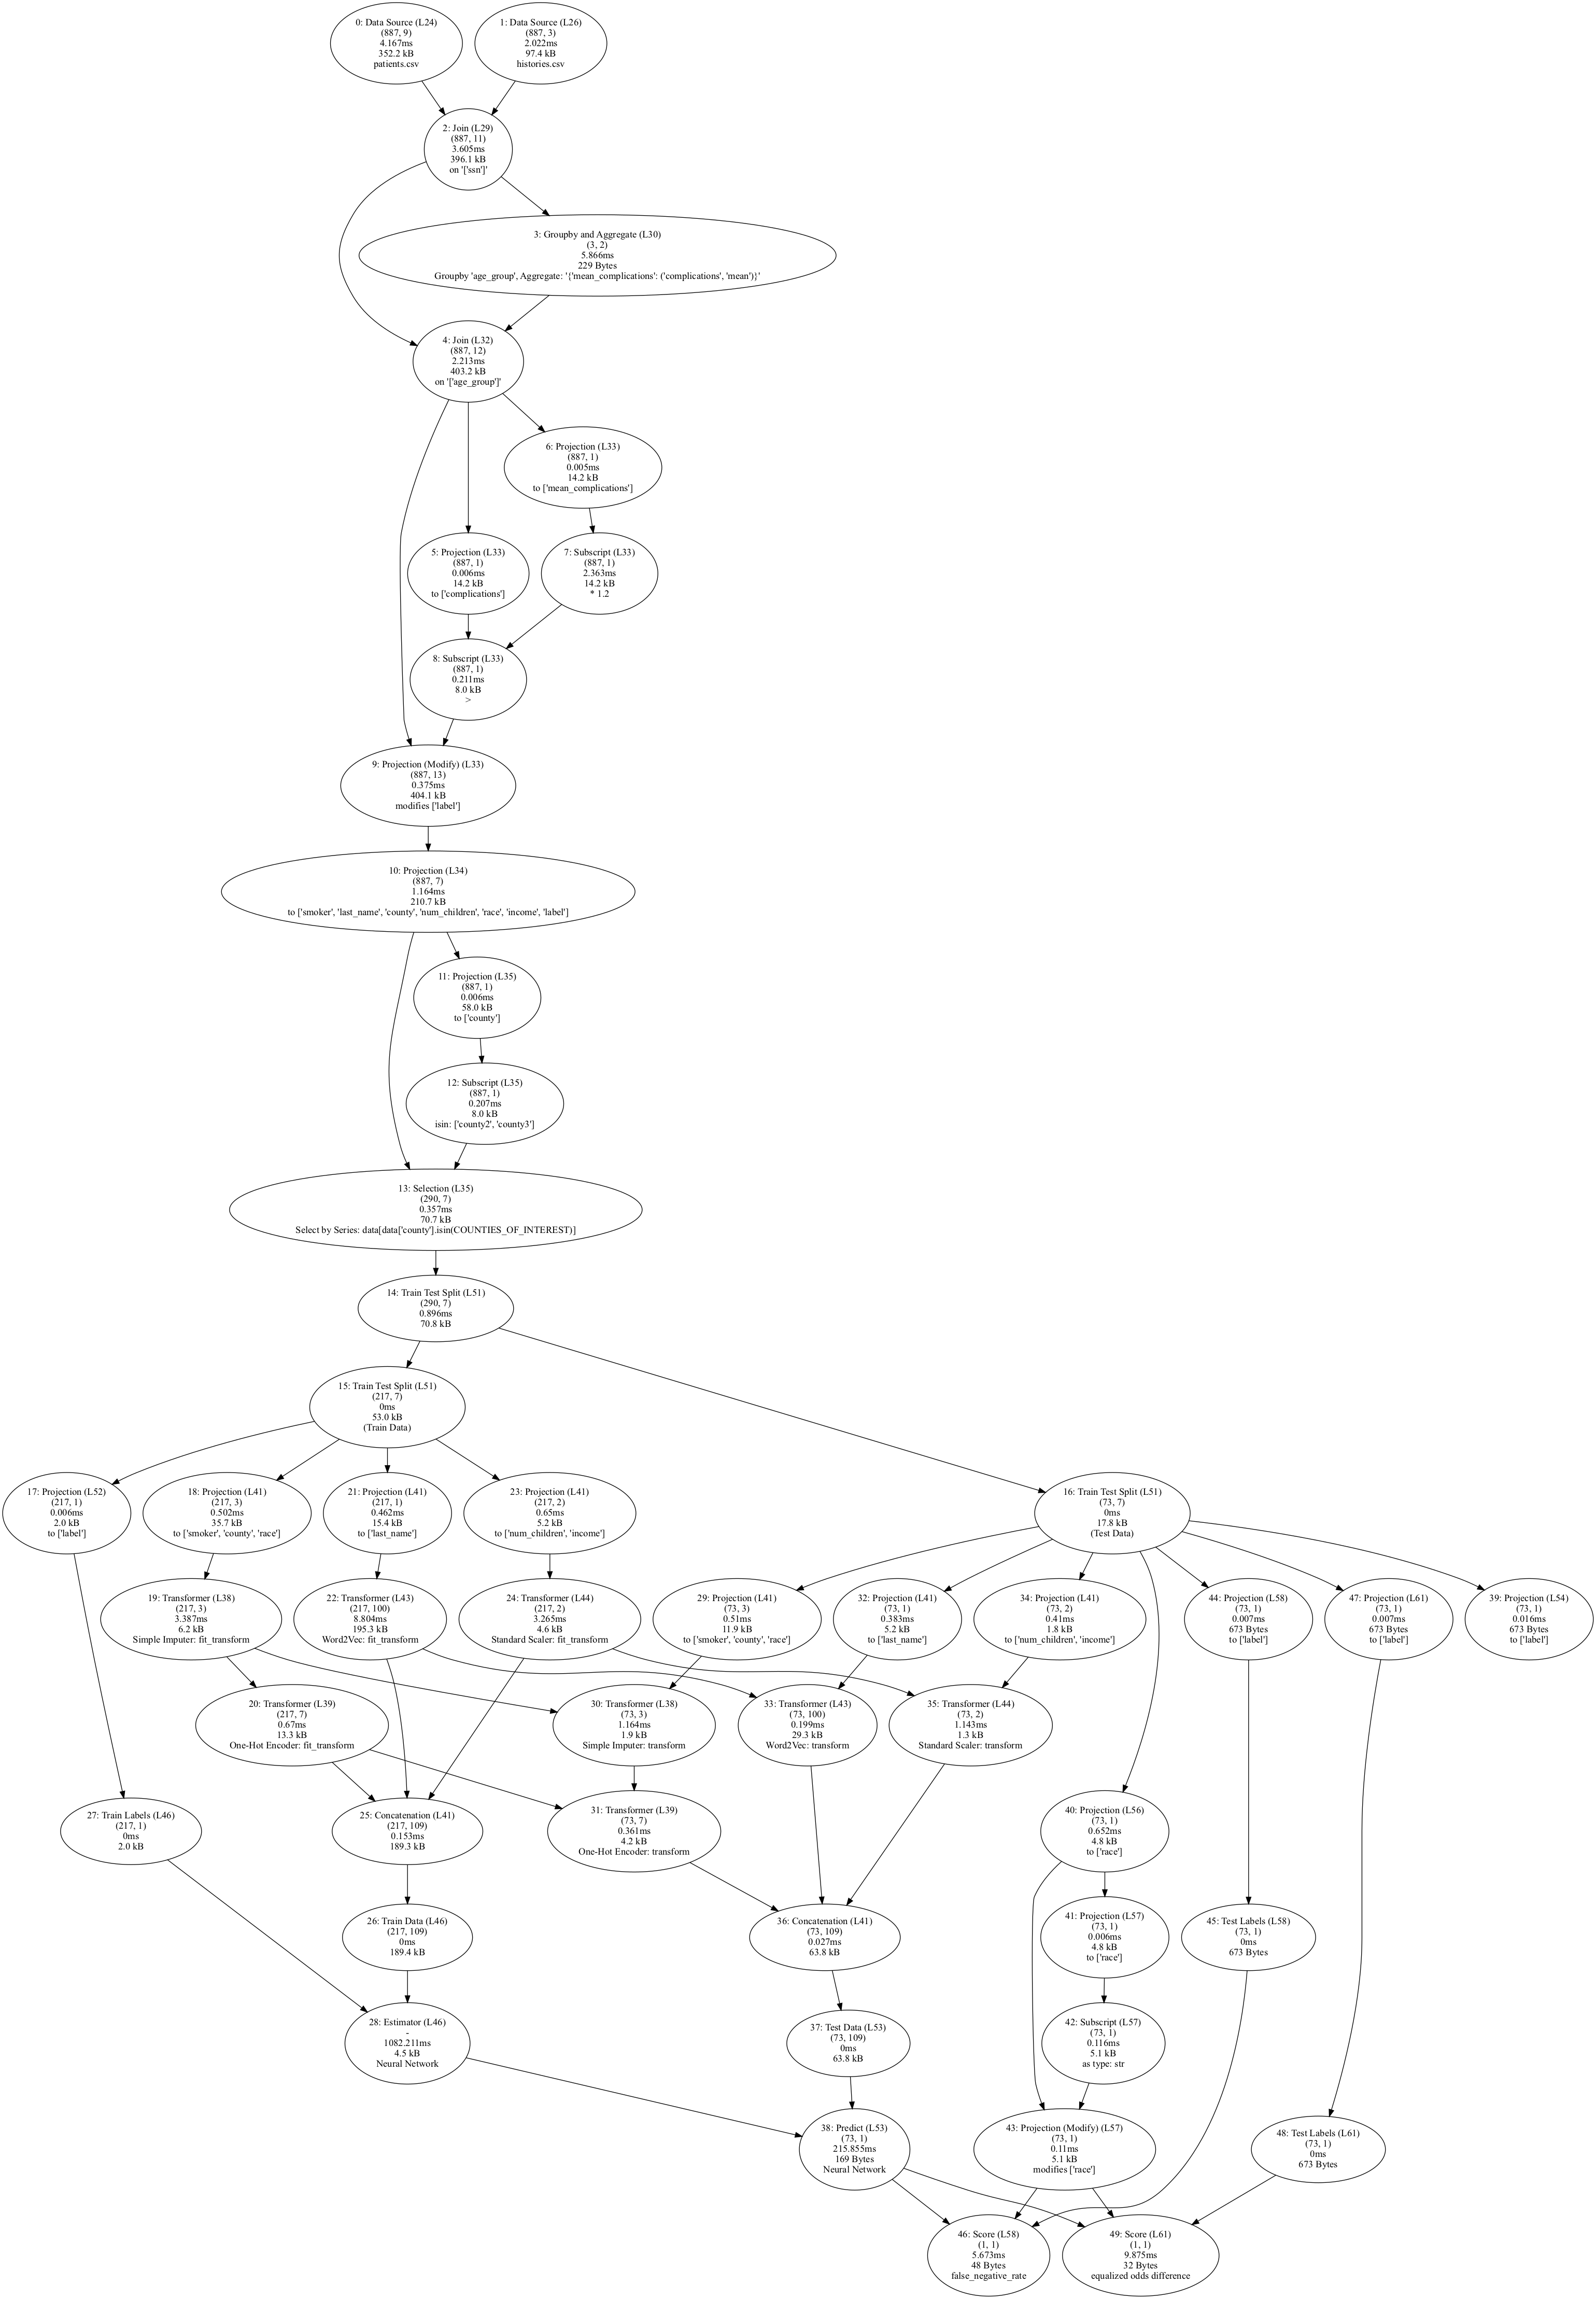 0: Data Source (L24)
(887, 9)
4.167ms
352.2 kB
patients.csv
1: Data Source (L26)
(887, 3)
2.022ms
97.4 kB
histories.csv
2: Join (L29)
(887, 11)
3.605ms
396.1 kB
on '['ssn']'
3: Groupby and Aggregate (L30)
(3, 2)
5.866ms
229 Bytes
Groupby 'age_group', Aggregate: '{'mean_complications': ('complications', 'mean')}'
4: Join (L32)
(887, 12)
2.213ms
403.2 kB
on '['age_group']'
6: Projection (L33)
(887, 1)
0.005ms
14.2 kB
to ['mean_complications']
5: Projection (L33)
(887, 1)
0.006ms
14.2 kB
to ['complications']
7: Subscript (L33)
(887, 1)
2.363ms
14.2 kB
* 1.2
8: Subscript (L33)
(887, 1)
0.211ms
8.0 kB
>
9: Projection (Modify) (L33)
(887, 13)
0.375ms
404.1 kB
modifies ['label']
10: Projection (L34)
(887, 7)
1.164ms
210.7 kB
to ['smoker', 'last_name', 'county', 'num_children', 'race', 'income', 'label']
11: Projection (L35)
(887, 1)
0.006ms
58.0 kB
to ['county']
12: Subscript (L35)
(887, 1)
0.207ms
8.0 kB
isin: ['county2', 'county3']
13: Selection (L35)
(290, 7)
0.357ms
70.7 kB
Select by Series: data[data['county'].isin(COUNTIES_OF_INTEREST)]
14: Train Test Split (L51)
(290, 7)
0.896ms
70.8 kB
15: Train Test Split (L51)
(217, 7)
0ms
53.0 kB
(Train Data)
17: Projection (L52)
(217, 1)
0.006ms
2.0 kB
to ['label']
18: Projection (L41)
(217, 3)
0.502ms
35.7 kB
to ['smoker', 'county', 'race']
21: Projection (L41)
(217, 1)
0.462ms
15.4 kB
to ['last_name']
23: Projection (L41)
(217, 2)
0.65ms
5.2 kB
to ['num_children', 'income']
16: Train Test Split (L51)
(73, 7)
0ms
17.8 kB
(Test Data)
19: Transformer (L38)
(217, 3)
3.387ms
6.2 kB
Simple Imputer: fit_transform
22: Transformer (L43)
(217, 100)
8.804ms
195.3 kB
Word2Vec: fit_transform
24: Transformer (L44)
(217, 2)
3.265ms
4.6 kB
Standard Scaler: fit_transform
29: Projection (L41)
(73, 3)
0.51ms
11.9 kB
to ['smoker', 'county', 'race']
32: Projection (L41)
(73, 1)
0.383ms
5.2 kB
to ['last_name']
34: Projection (L41)
(73, 2)
0.41ms
1.8 kB
to ['num_children', 'income']
44: Projection (L58)
(73, 1)
0.007ms
673 Bytes
to ['label']
47: Projection (L61)
(73, 1)
0.007ms
673 Bytes
to ['label']
39: Projection (L54)
(73, 1)
0.016ms
673 Bytes
to ['label']
20: Transformer (L39)
(217, 7)
0.67ms
13.3 kB
One-Hot Encoder: fit_transform
30: Transformer (L38)
(73, 3)
1.164ms
1.9 kB
Simple Imputer: transform
33: Transformer (L43)
(73, 100)
0.199ms
29.3 kB
Word2Vec: transform
35: Transformer (L44)
(73, 2)
1.143ms
1.3 kB
Standard Scaler: transform
27: Train Labels (L46)
(217, 1)
0ms
2.0 kB
25: Concatenation (L41)
(217, 109)
0.153ms
189.3 kB
31: Transformer (L39)
(73, 7)
0.361ms
4.2 kB
One-Hot Encoder: transform
40: Projection (L56)
(73, 1)
0.652ms
4.8 kB
to ['race']
26: Train Data (L46)
(217, 109)
0ms
189.4 kB
36: Concatenation (L41)
(73, 109)
0.027ms
63.8 kB
41: Projection (L57)
(73, 1)
0.006ms
4.8 kB
to ['race']
45: Test Labels (L58)
(73, 1)
0ms
673 Bytes
28: Estimator (L46)
-
1082.211ms
4.5 kB
Neural Network
37: Test Data (L53)
(73, 109)
0ms
63.8 kB
42: Subscript (L57)
(73, 1)
0.116ms
5.1 kB
as type: str
38: Predict (L53)
(73, 1)
215.855ms
169 Bytes
Neural Network
43: Projection (Modify) (L57)
(73, 1)
0.11ms
5.1 kB
modifies ['race']
48: Test Labels (L61)
(73, 1)
0ms
673 Bytes
46: Score (L58)
(1, 1)
5.673ms
48 Bytes
false_negative_rate
49: Score (L61)
(1, 1)
9.875ms
32 Bytes
equalized odds difference